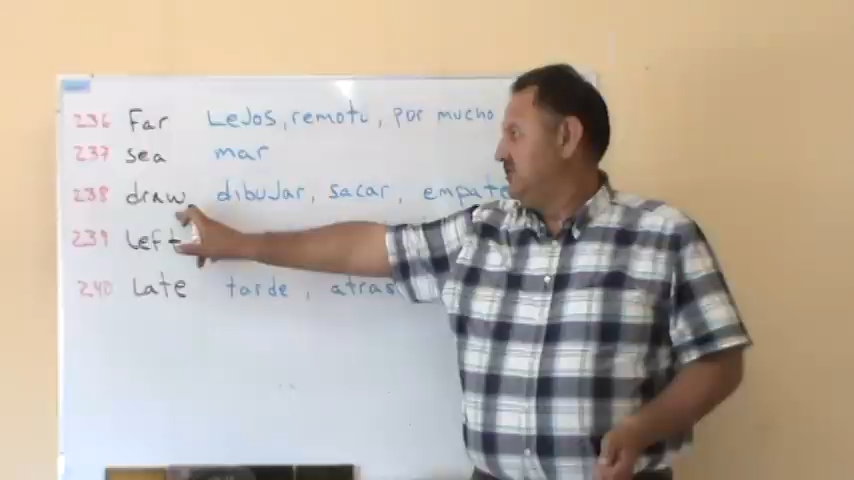 236 Far Lejos, remoto, por mucho
237 sea mar
238 draw dibujar, sacar, empate
239 left
240 Late tarde, atras